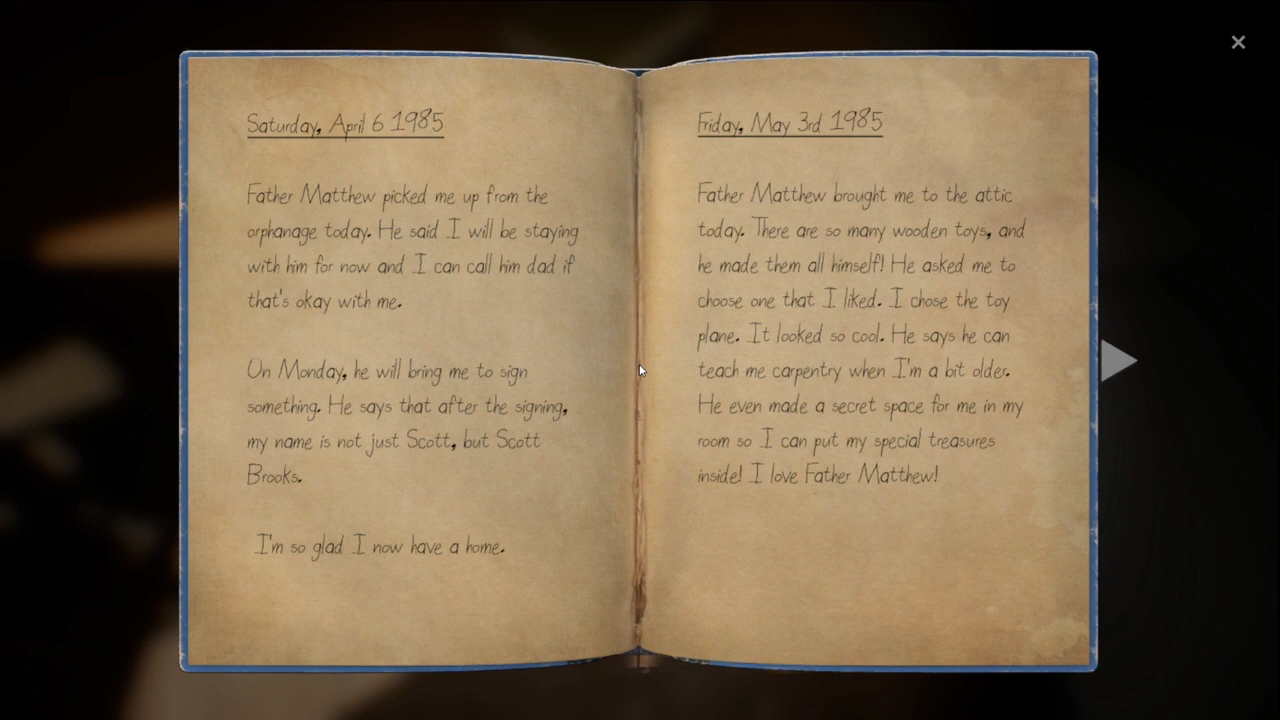 Saturday, April 6 1985
Father Matthew picked me up from the
orphanage today. He said I will be staying
with him for now and I can call him dad if
that's okay with me.
On Monday, he will bring me to sign
something. He says that after the signing,
my name is not just Scott, but Scott
Brooks.
I'm so glad I now have a home.
Friday, May 3rd 1985
Father Matthew brought me to the attic
today. There are so many wooden toys, and
he made them all himself! He asked me to
choose one that I liked. I chose the toy
plane. It looked so cool. He says he can
teach me carpentry when I'm a bit older.
He even made a secret space for me in my
room so I can put my special treasures
inside! I love Father Matthew!